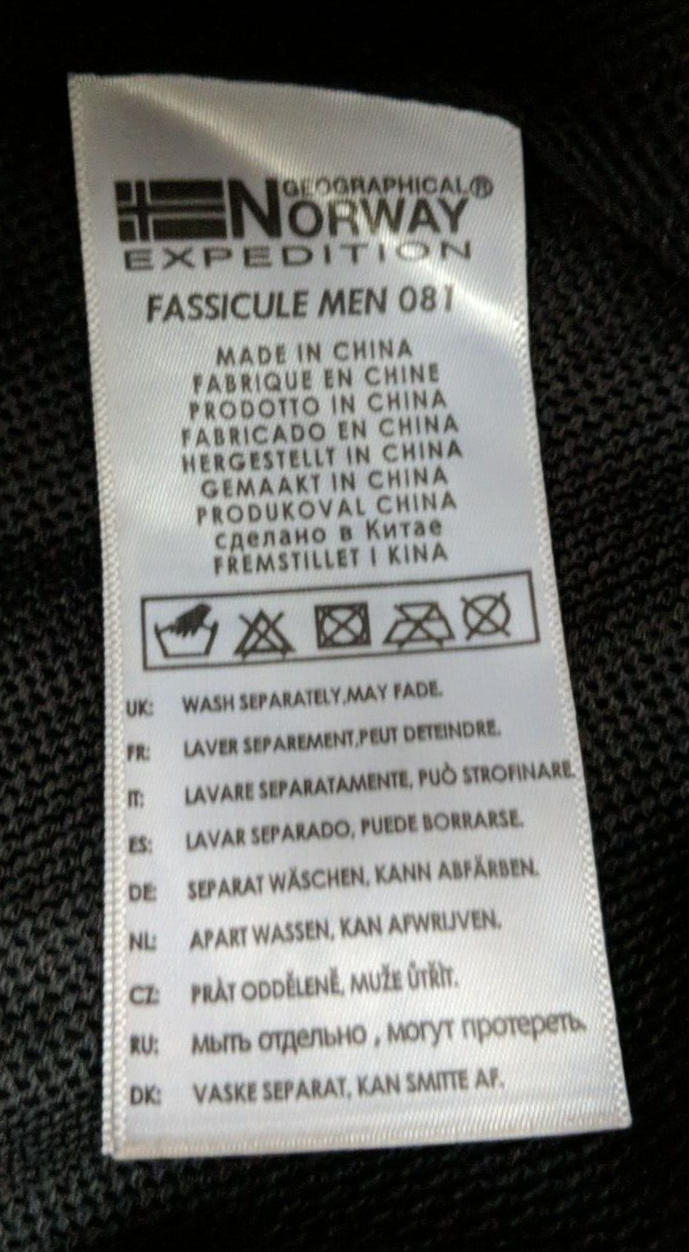 GEOGRAPHICAL®
NORWAY
EXPEDITION
FASSICULE MEN 081
MADE IN CHINA
FABRIQUE EN CHINE
PRODOTTO IN CHINA
FABRICADO EN CHINA
HERGESTELLT IN CHINA
GEMAAKT IN CHINA
PRODUKOVAL CHINA
сделано в Китае
FREMSTILLET I KINA
UK: WASH SEPARATELY,MAY FADE.
FR: LAVER SEPAREMENT,PEUT DETEINDRE.
IT: LAVARE SEPARATAMENTE, PUÒ STROFINARE.
ES: LAVAR SEPARADO, PUEDE BORRARSE.
DE: SEPARAT WÄSCHEN, KANN ABFÄRBEN.
NL: APART WASSEN, KAN AFWRIJVEN.
CZ: PRÀT ODDĚLENĚ, MUŽE ŮTŘÌT.
RU: мыть отдельно , могут протереть.
DK: VASKE SEPARAT, KAN SMITTE AF.